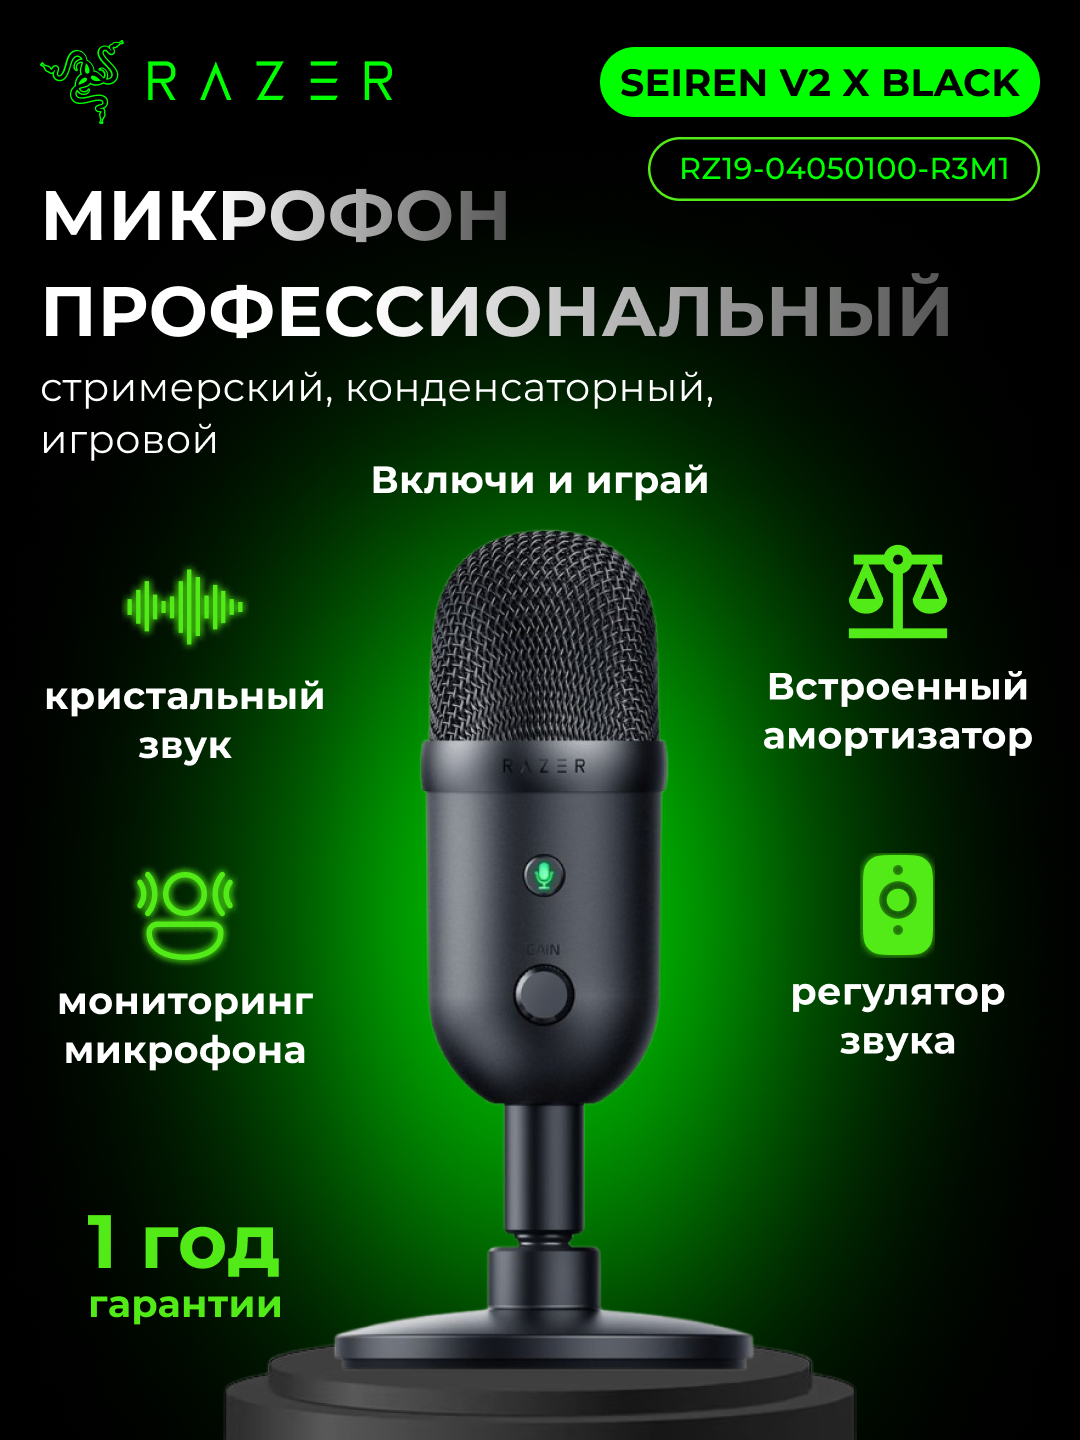 RAZER
SEIREN V2 X BLACK
RZ19-04050100-R3M1
МИКРОФОН
ПРОФЕССИОНАЛЬНЫЙ
стримерский, конденсаторный,
игровой
Включи и играй
кристальный
звук
Встроенный
амортизатор
RAZER
GAIN
мониторинг
микрофона
регулятор
звука
1 год
гарантии